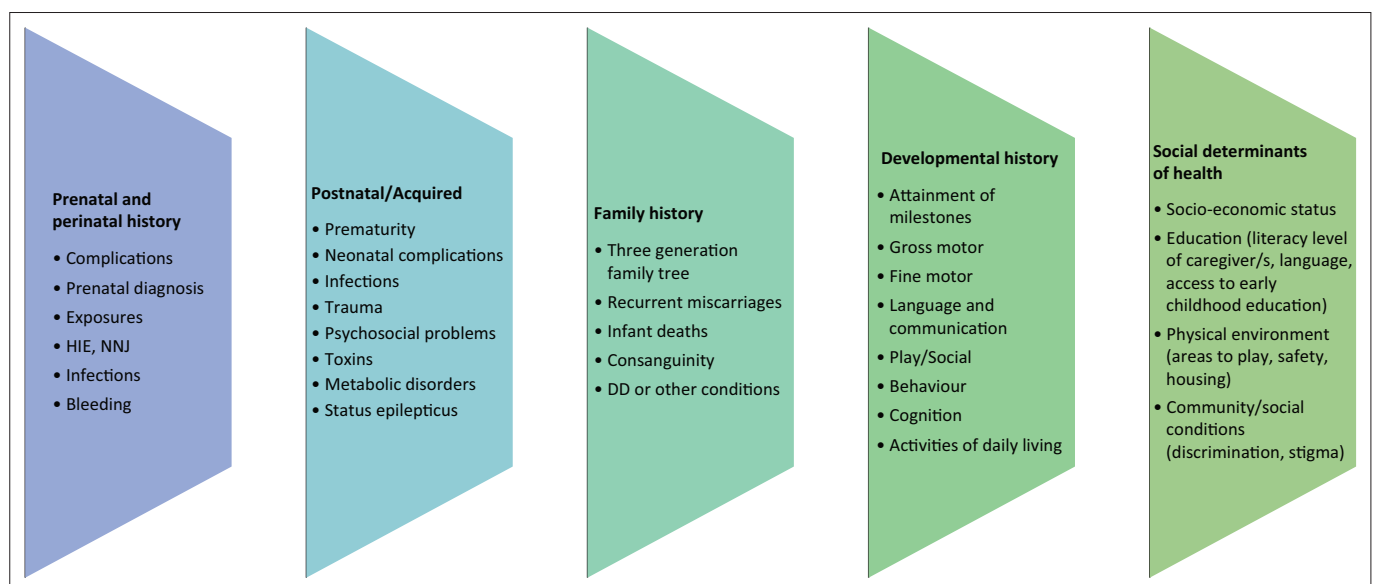 Prenatal and
perinatal history
• Complications
• Prenatal diagnosis
• Exposures
• HIE, NNJ
• Infections
• Bleeding
Postnatal/Acquired
• Prematurity
• Neonatal complications
• Infections
• Trauma
• Psychosocial problems
• Toxins
• Metabolic disorders
• Status epilepticus
Family history
• Three generation
family tree
• Recurrent miscarriages
• Infant deaths
• Consanguinity
• DD or other conditions
Developmental history
• Attainment of
milestones
• Gross motor
• Fine motor
• Language and
communication
• Play/Social
• Behaviour
• Cognition
• Activities of daily living
Social determinants
of health
• Socio-economic status
• Education (literacy level
of caregiver/s, language,
access to early
childhood education)
• Physical environment
(areas to play, safety,
housing)
• Community/social
conditions
(discrimination, stigma)